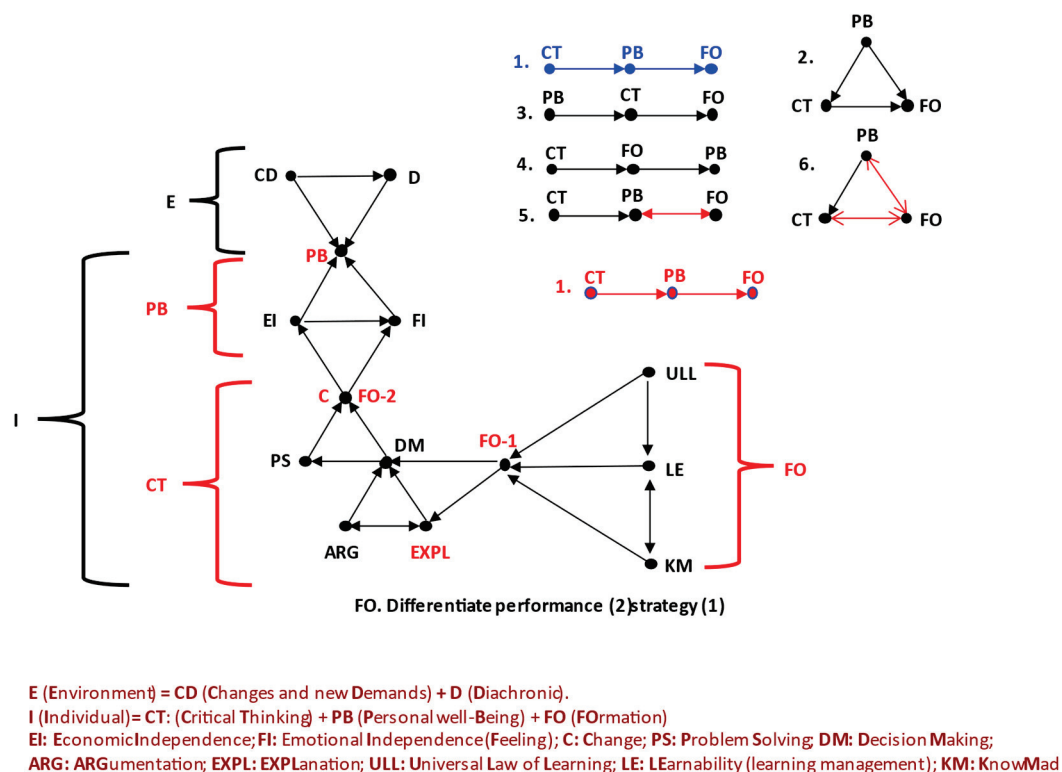 PB
CT PB FO
1.
2.
CT FO
PB CT FO
3.
PB
CT FO PB
4.
6.
CT PB FO
5.
CT FO
CD D
E
PB
CT PB FO
1.
PB
EI FI
ULL
C FO-2
I
DM
FO-1
PS
LE
CT
FO
ARG EXPL
KM
FO. Differentiate performance (2)strategy (1)
E (Environment) = CD (Changes and new Demands) + D (Diachronic).
I (Individual)= CT: (Critical Thinking) + PB (Personal well-Being) + FO (FOrmation)
EI: Economic Independence; FI: Emotional Independence (Feeling); C: Change; PS: Problem Solving; DM: Decision Making;
ARG: ARGumentation; EXPL: EXPLanation; ULL: Universal Law of Learning; LE: LEarnability (learning management); KM: KnowMad